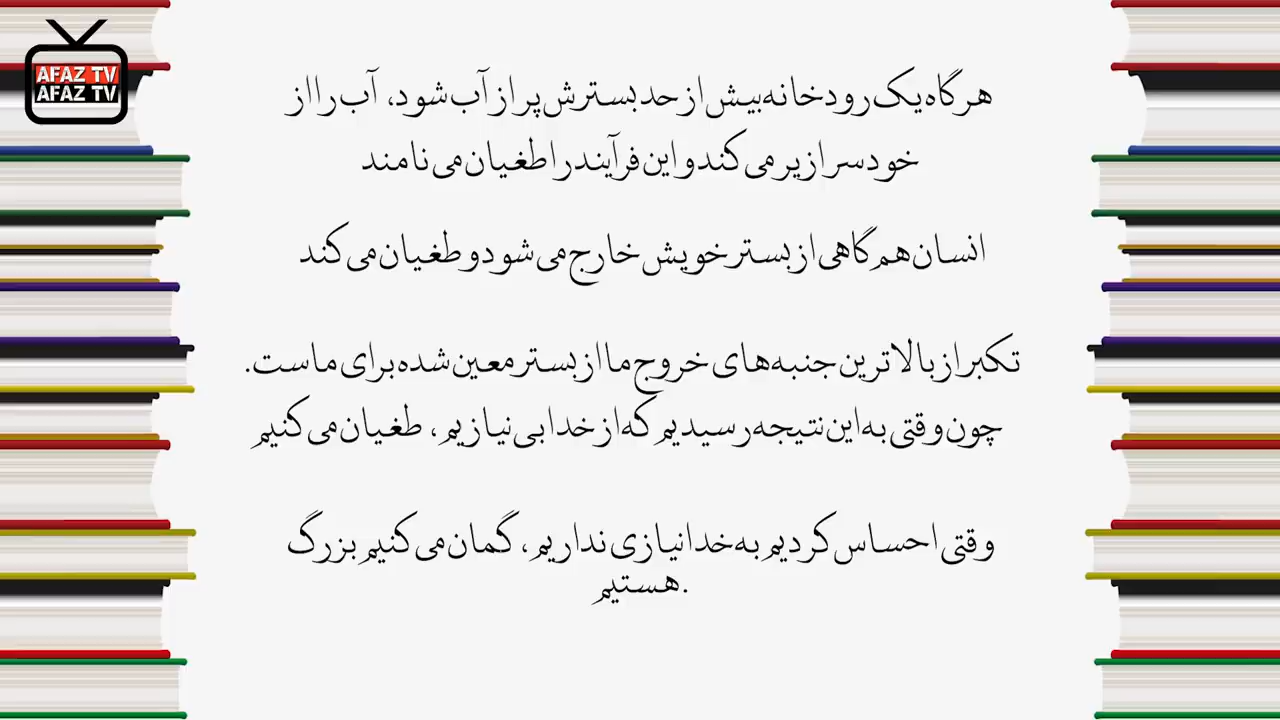 AFAZ TV
AFAZ TV
هرگاه یک رودخانه بیش از حد بسترش پر از آب شود، آب را از
خود سرازیر می‌کند و این فرآیند را طغیان می‌نامند
انسان هم گاهی از بستر خویش خارج می‌شود و طغیان می‌کند
تکبر از بالاترین جنبه‌های خروج ما از بستر معین شده برای ماست.
چون وقتی به این نتیجه رسیدیم که از خدا بی‌نیازیم، طغیان می‌کنیم
وقتی احساس کردیم به خدا نیازی نداریم، گمان می‌کنیم بزرگ
هستیم.